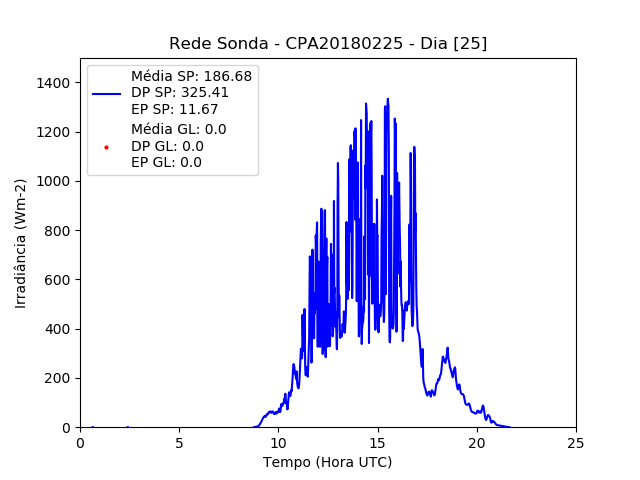 Rede Sonda - CPA20180225 - Dia [25]
Média SP: 186.68
DP SP: 325.41
EP SP: 11.67
Média GL: 0.0
DP GL: 0.0
EP GL: 0.0
Irradiância (Wm-2)
1400
1200
1000
800
600
400
200
0
0 5 10 15 20 25
Tempo (Hora UTC)